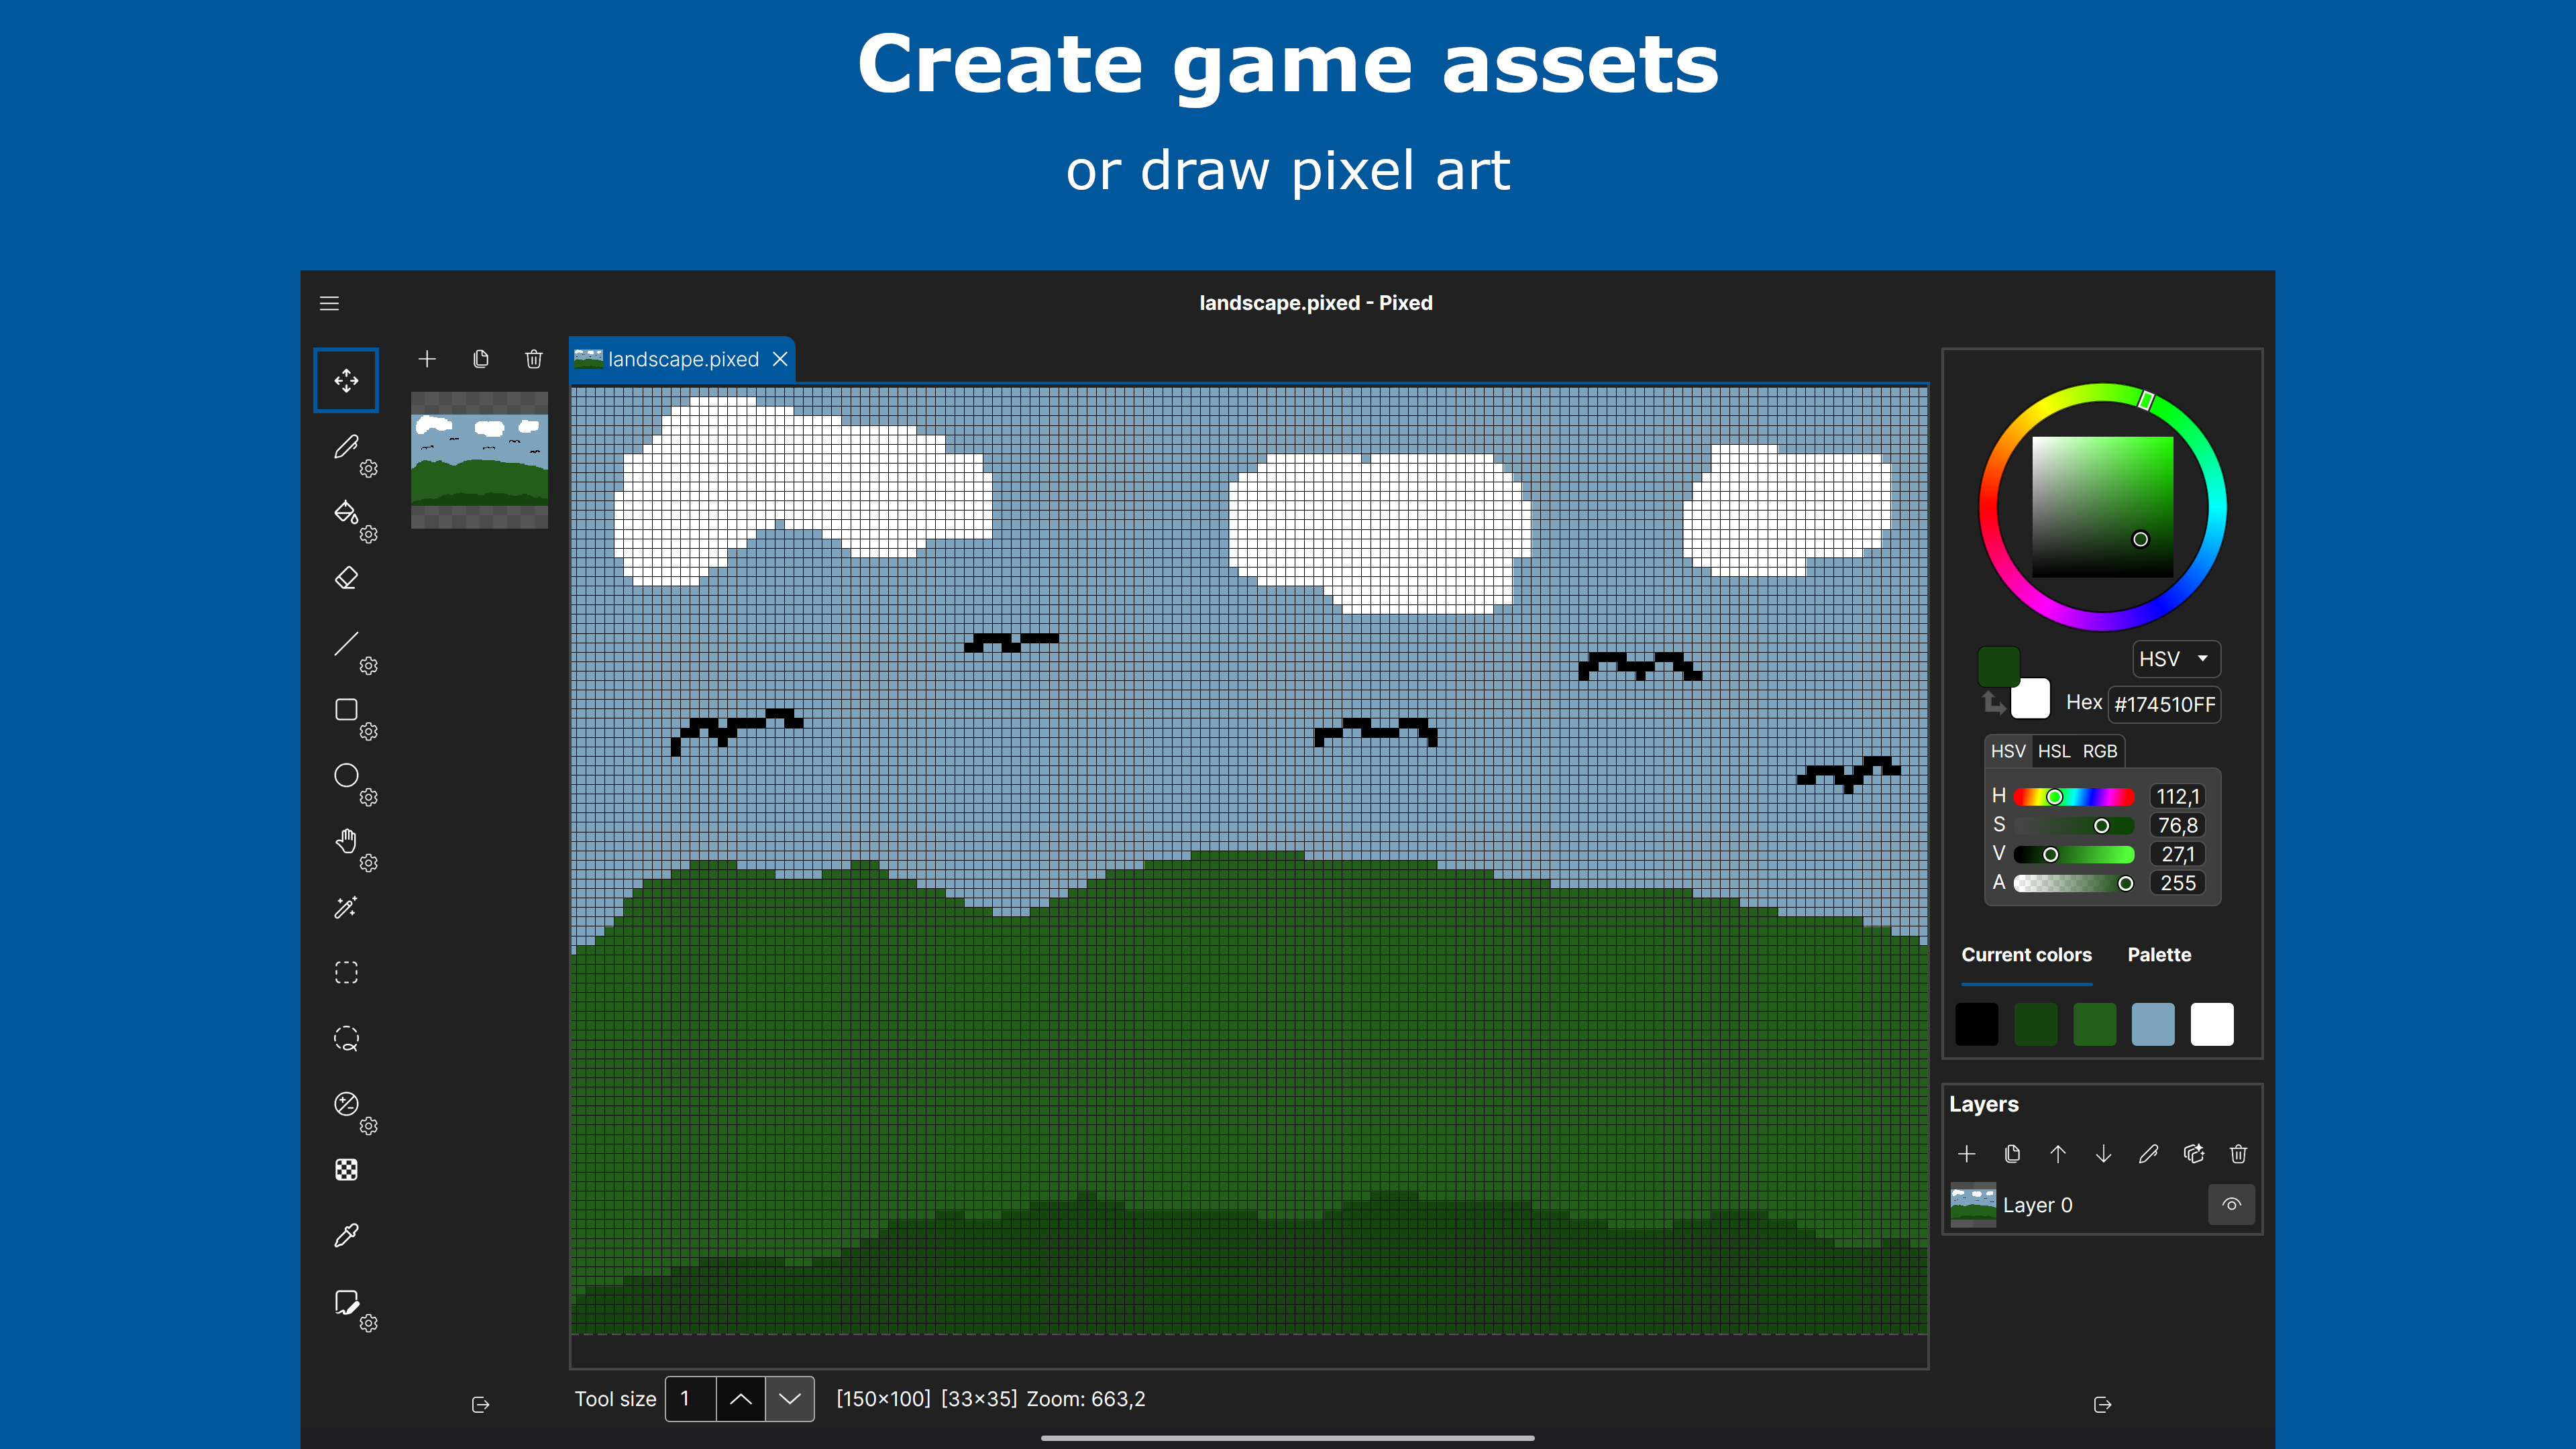 Create game assets
or draw pixel art
landscape.pixed - Pixed
landscape.pixed
HSV
Hex #174510FF
HSV HSL RGB
H 112,1
S 76,8
V 27,1
A 255
Current colors Palette
Layers
Layer 0
Tool size 1 [150×100] [33×35] Zoom: 663,2